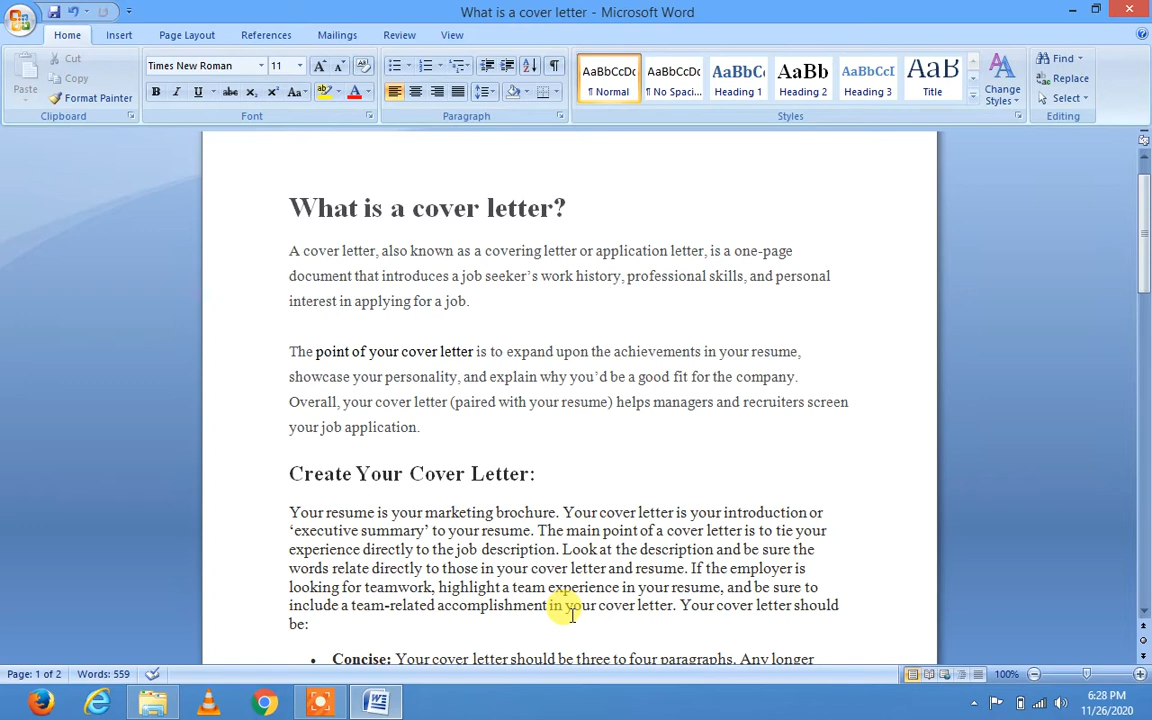 What is a cover letter - Microsoft Word
Home Insert Page Layout References Mailings Review View
Paste
Cut
Copy
Format Painter
Clipboard
Times New Roman 11
Font
Paragraph
AaBbCcDc AaBbCcDc AaBbC AaBb AaBbCcI AaB
¶ Normal ¶ No Spaci... Heading 1 Heading 2 Heading 3 Title
Change
Styles
Styles
Find
Replace
Select
Editing
What is a cover letter?
A cover letter, also known as a covering letter or application letter, is a one-page
document that introduces a job seeker’s work history, professional skills, and personal
interest in applying for a job.
The point of your cover letter is to expand upon the achievements in your resume,
showcase your personality, and explain why you’d be a good fit for the company.
Overall, your cover letter (paired with your resume) helps managers and recruiters screen
your job application.
Create Your Cover Letter:
Your resume is your marketing brochure. Your cover letter is your introduction or
‘executive summary’ to your resume. The main point of a cover letter is to tie your
experience directly to the job description. Look at the description and be sure the
words relate directly to those in your cover letter and resume. If the employer is
looking for teamwork, highlight a team experience in your resume, and be sure to
include a team-related accomplishment in your cover letter. Your cover letter should
be:
• Concise: Your cover letter should be three to four paragraphs. Any longer
Page: 1 of 2 Words: 559 100%
6:28 PM
11/26/2020